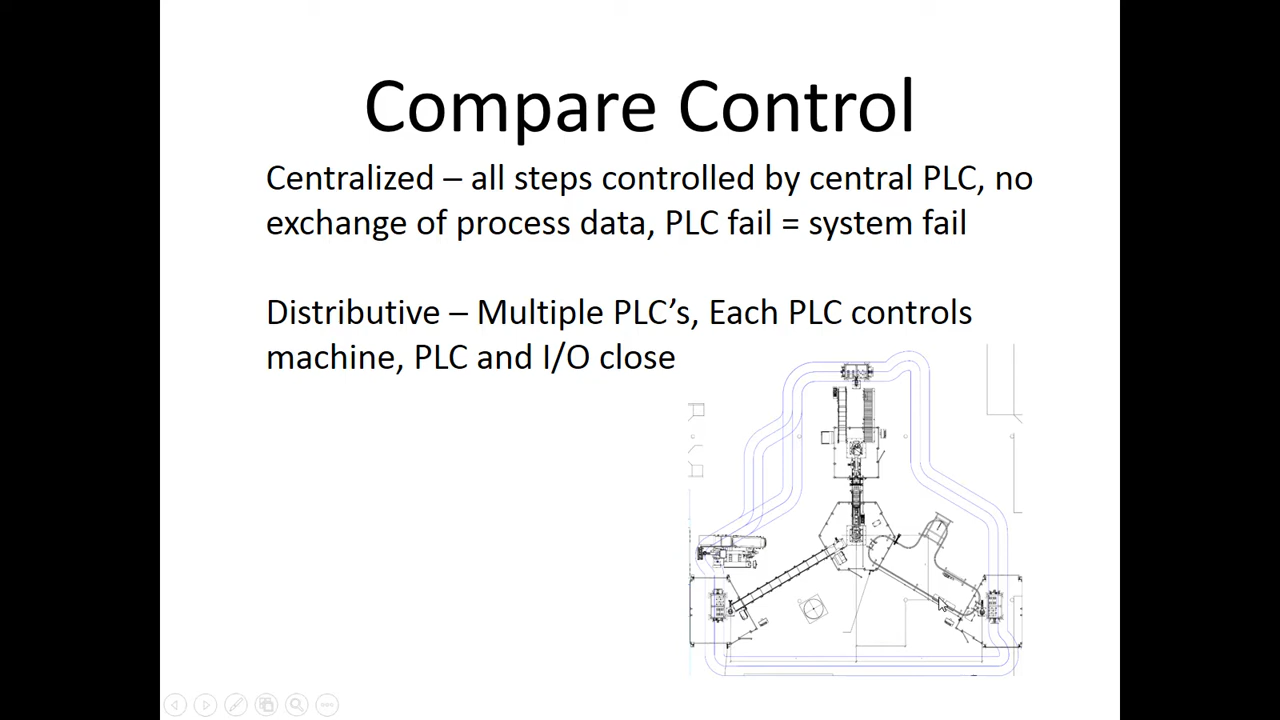 Compare Control
Centralized – all steps controlled by central PLC, no
exchange of process data, PLC fail = system fail
Distributive – Multiple PLC’s, Each PLC controls
machine, PLC and I/O close